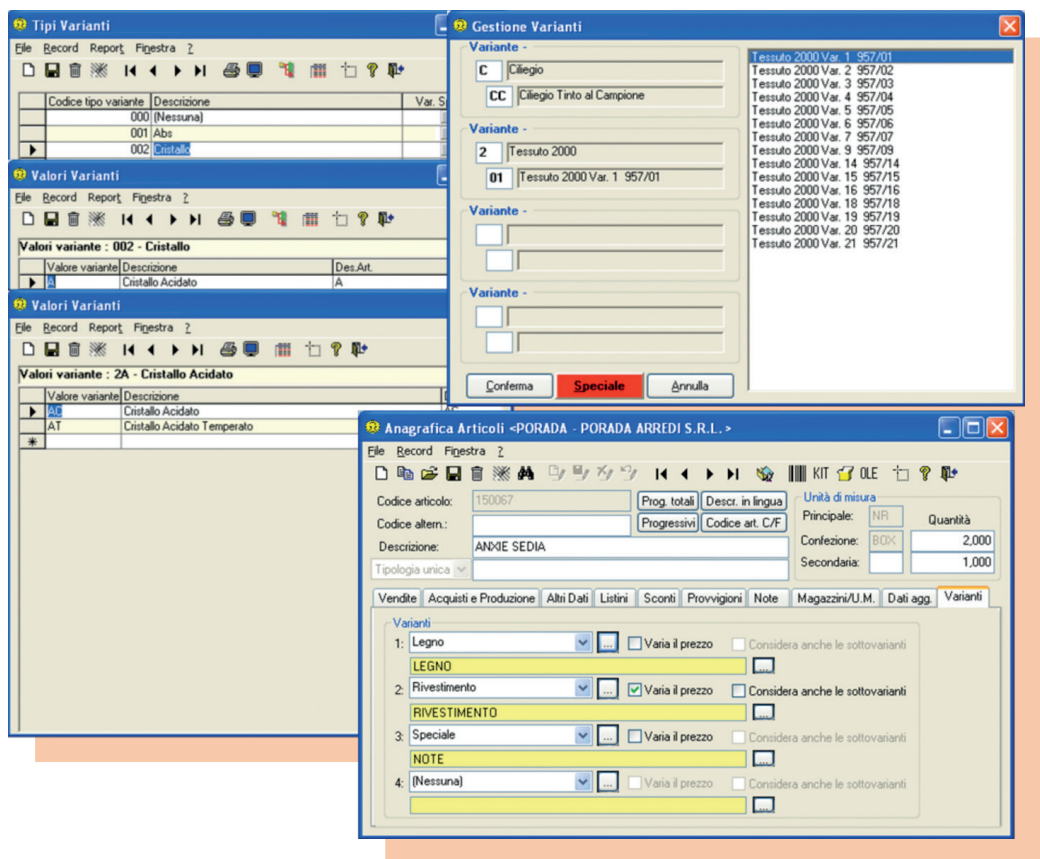 Tipi Varianti
File Record Report Finestra ?
Codice tipo variante Descrizione Var. S
000 (Nessuna)
001 Abs
002 Cristallo
Valori Varianti
File Record Report Finestra ?
Valori variante : 002 - Cristallo
Valore variante Descrizione Des.Art.
A Cristallo Acidato A
Valori Varianti
File Record Report Finestra ?
Valori variante : 2A - Cristallo Acidato
Valore variante Descrizione
AC Cristallo Acidato AC
AT Cristallo Acidato Temperato
Gestione Varianti
Variante -
C Ciliegio
CC Ciliegio Tinto al Campione
Variante -
2 Tessuto 2000
01 Tessuto 2000 Var. 1 957/01
Variante -
Variante -
Conferma Speciale Annulla
Tessuto 2000 Var. 1 957/01
Tessuto 2000 Var. 2 957/02
Tessuto 2000 Var. 3 957/03
Tessuto 2000 Var. 4 957/04
Tessuto 2000 Var. 5 957/05
Tessuto 2000 Var. 6 957/06
Tessuto 2000 Var. 7 957/07
Tessuto 2000 Var. 9 957/09
Tessuto 2000 Var. 14 957/14
Tessuto 2000 Var. 15 957/15
Tessuto 2000 Var. 16 957/16
Tessuto 2000 Var. 18 957/18
Tessuto 2000 Var. 19 957/19
Tessuto 2000 Var. 20 957/20
Tessuto 2000 Var. 21 957/21
Anagrafica Articoli <PORADA - PORADA ARREDI S.R.L. >
File Record Finestra ?
KIT OLE
Codice articolo: 150067 Prog. totali Descr. in lingua
Codice altern.: Progressivi Codice art. C/F
Descrizione: ANXIE SEDIA
Tipologia unica
Unità di misura
Principale: NR Quantità
Confezione: BOX 2,000
Secondaria: 1,000
Vendite Acquisti e Produzione Altri Dati Listini Sconti Provvigioni Note Magazzini/U.M. Dati agg. Varianti
Varianti
1: Legno ... Varia il prezzo Considera anche le sottovarianti
LEGNO ...
2: Rivestimento ... Varia il prezzo Considera anche le sottovarianti
RIVESTIMENTO ...
3: Speciale ... Varia il prezzo Considera anche le sottovarianti
NOTE ...
4: (Nessuna) ... Varia il prezzo Considera anche le sottovarianti
...